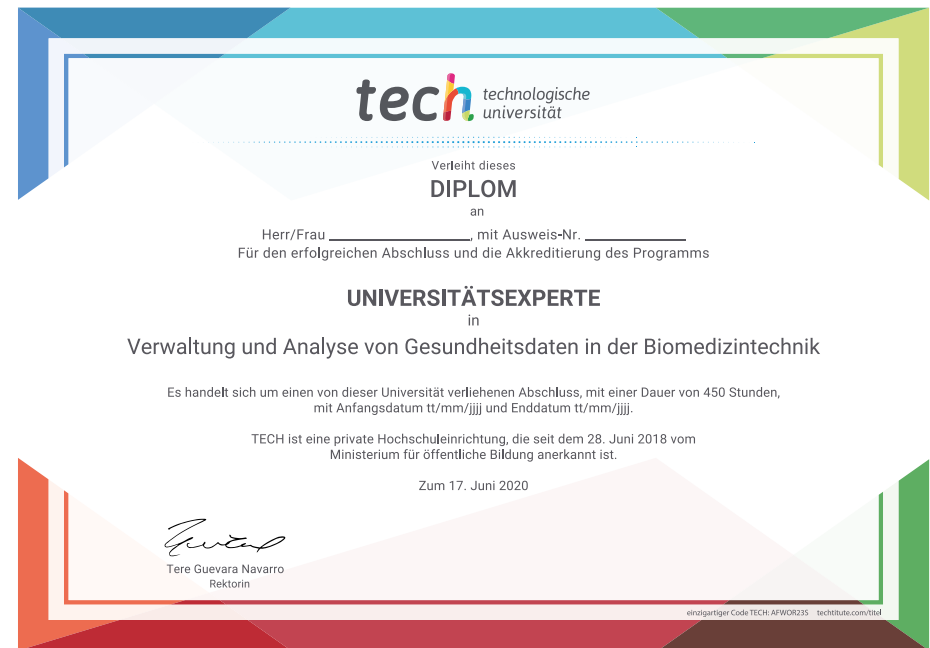 tech technologische
universität
Verleiht dieses
DIPLOM
an
Herr/Frau ____________________, mit Ausweis-Nr. ______________
Für den erfolgreichen Abschluss und die Akkreditierung des Programms
UNIVERSITÄTSEXPERTE
in
Verwaltung und Analyse von Gesundheitsdaten in der Biomedizintechnik
Es handelt sich um einen von dieser Universität verliehenen Abschluss, mit einer Dauer von 450 Stunden,
mit Anfangsdatum tt/mm/jjjj und Enddatum tt/mm/jjjj.
TECH ist eine private Hochschuleinrichtung, die seit dem 28. Juni 2018 vom
Ministerium für öffentliche Bildung anerkannt ist.
Zum 17. Juni 2020
Tere Guevara Navarro
Rektorin
einzigartiger Code TECH: AFWOR23S techtitute.com/titel